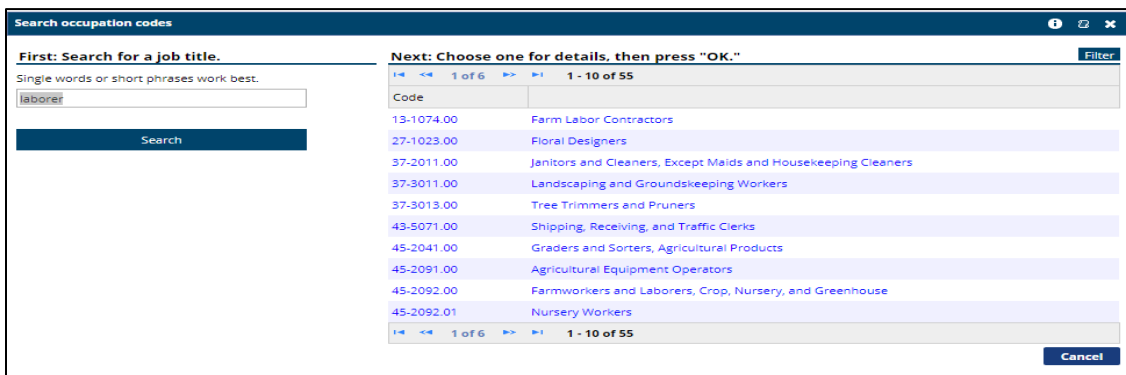 Search occupation codes
First: Search for a job title.
Single words or short phrases work best.
laborer
Search
Next: Choose one for details, then press "OK."
Filter
1 of 6 1 - 10 of 55
Code
13-1074.00 Farm Labor Contractors
27-1023.00 Floral Designers
37-2011.00 Janitors and Cleaners, Except Maids and Housekeeping Cleaners
37-3011.00 Landscaping and Groundskeeping Workers
37-3013.00 Tree Trimmers and Pruners
43-5071.00 Shipping, Receiving, and Traffic Clerks
45-2041.00 Graders and Sorters, Agricultural Products
45-2091.00 Agricultural Equipment Operators
45-2092.00 Farmworkers and Laborers, Crop, Nursery, and Greenhouse
45-2092.01 Nursery Workers
1 of 6 1 - 10 of 55
Cancel